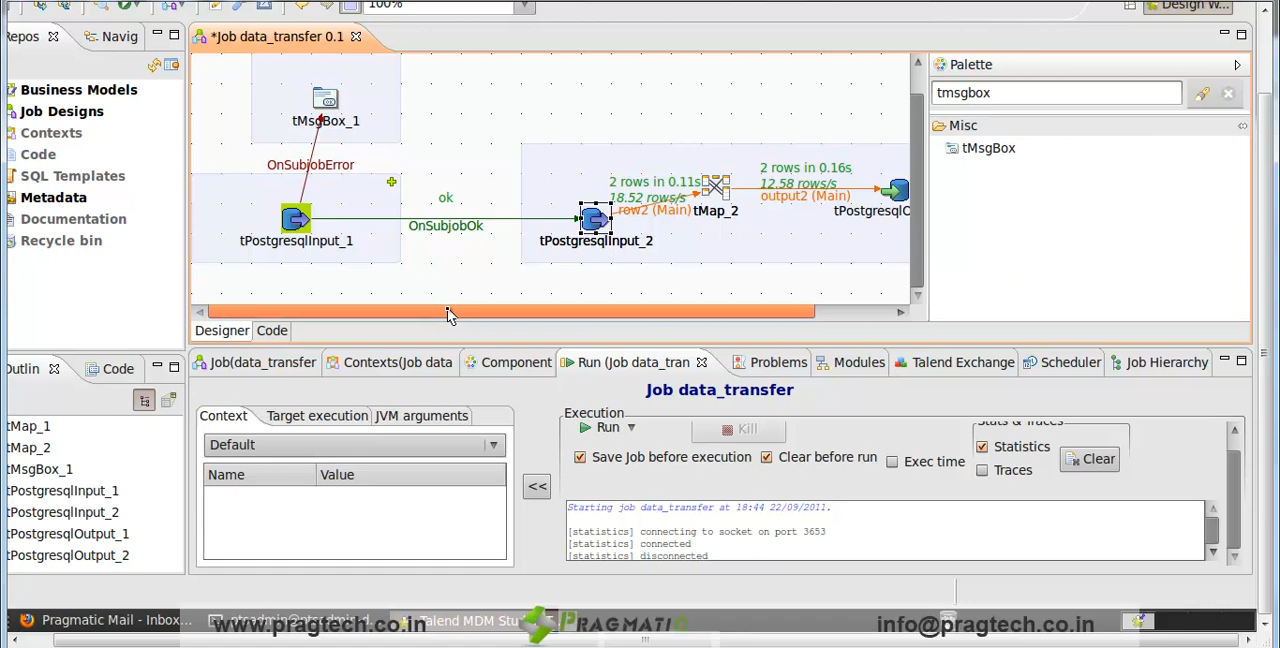 100%
Design W...
Repos
Navig
*Job data_transfer 0.1
Business Models
Job Designs
Contexts
Code
SQL Templates
Metadata
Documentation
Recycle bin
tMsgBox_1
OnSubjobError
tPostgresqlInput_1
ok
OnSubjobOk
tPostgresqlInput_2
2 rows in 0.11s
18.52 rows/s
row2 (Main)
tMap_2
2 rows in 0.16s
12.58 rows/s
output2 (Main)
tPostgresqlO
Palette
tmsgbox
Misc
tMsgBox
Designer
Code
Outlin
Code
tMap_1
tMap_2
tMsgBox_1
tPostgresqlInput_1
tPostgresqlInput_2
tPostgresqlOutput_1
tPostgresqlOutput_2
Job(data_transfer
Contexts(Job data
Component
Run (Job data_tran
Problems
Modules
Talend Exchange
Scheduler
Job Hierarchy
Job data_transfer
Context
Target execution
JVM arguments
Default
Name
Value
<<
Execution
Run
Kill
Stats & Traces
Save Job before execution
Clear before run
Exec time
Statistics
Traces
Clear
Starting job data_transfer at 18:44 22/09/2011.
[statistics] connecting to socket on port 3653
[statistics] connected
[statistics] disconnected
Pragmatic Mail - Inbox...
Talend MDM Stu
www.pragtech.co.in
PRAGMATIC
info@pragtech.co.in